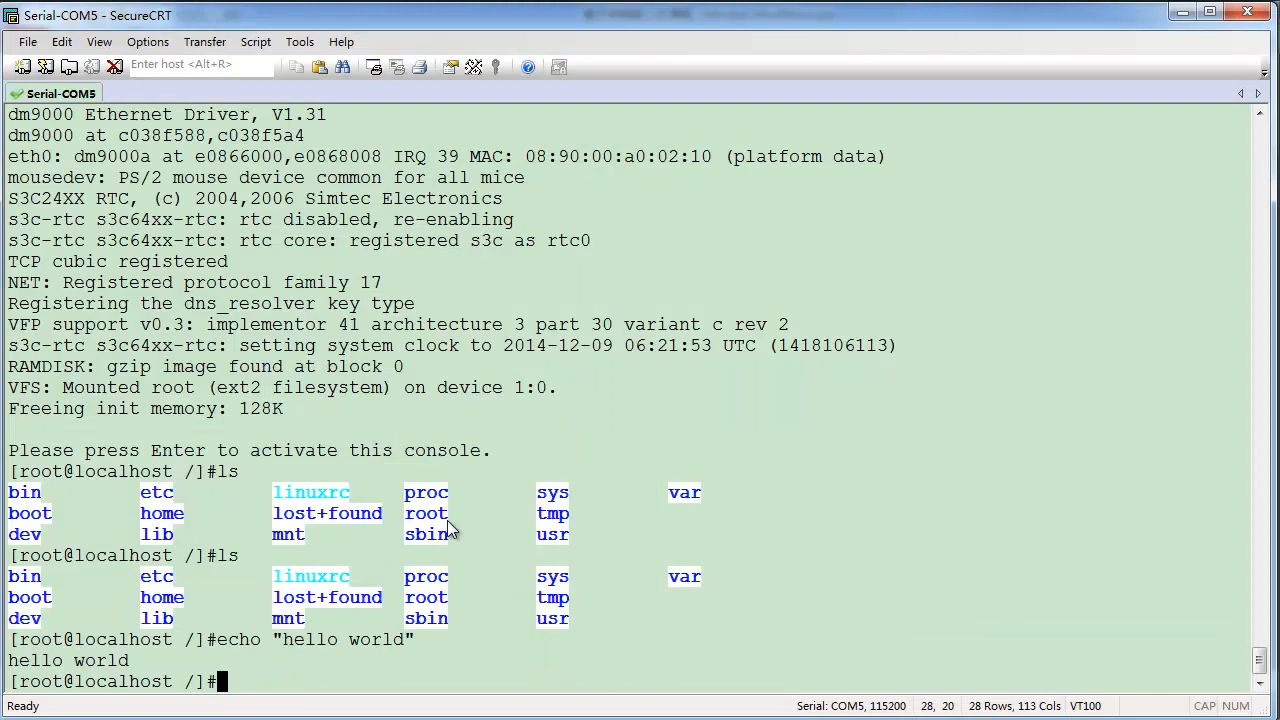 Serial-COM5 - SecureCRT
File Edit View Options Transfer Script Tools Help
Enter host <Alt+R>
Serial-COM5
dm9000 Ethernet Driver, V1.31
dm9000 at c038f588,c038f5a4
eth0: dm9000a at e0866000,e0868008 IRQ 39 MAC: 08:90:00:a0:02:10 (platform data)
mousedev: PS/2 mouse device common for all mice
S3C24XX RTC, (c) 2004,2006 Simtec Electronics
s3c-rtc s3c64xx-rtc: rtc disabled, re-enabling
s3c-rtc s3c64xx-rtc: rtc core: registered s3c as rtc0
TCP cubic registered
NET: Registered protocol family 17
Registering the dns_resolver key type
VFP support v0.3: implementor 41 architecture 3 part 30 variant c rev 2
s3c-rtc s3c64xx-rtc: setting system clock to 2014-12-09 06:21:53 UTC (1418106113)
RAMDISK: gzip image found at block 0
VFS: Mounted root (ext2 filesystem) on device 1:0.
Freeing init memory: 128K
Please press Enter to activate this console.
[root@localhost /]#ls
bin etc linuxrc proc sys var
boot home lost+found root tmp
dev lib mnt sbin usr
[root@localhost /]#ls
bin etc linuxrc proc sys var
boot home lost+found root tmp
dev lib mnt sbin usr
[root@localhost /]#echo "hello world"
hello world
[root@localhost /]#
Ready Serial: COM5, 115200 28, 20 28 Rows, 113 Cols VT100 CAP NUM